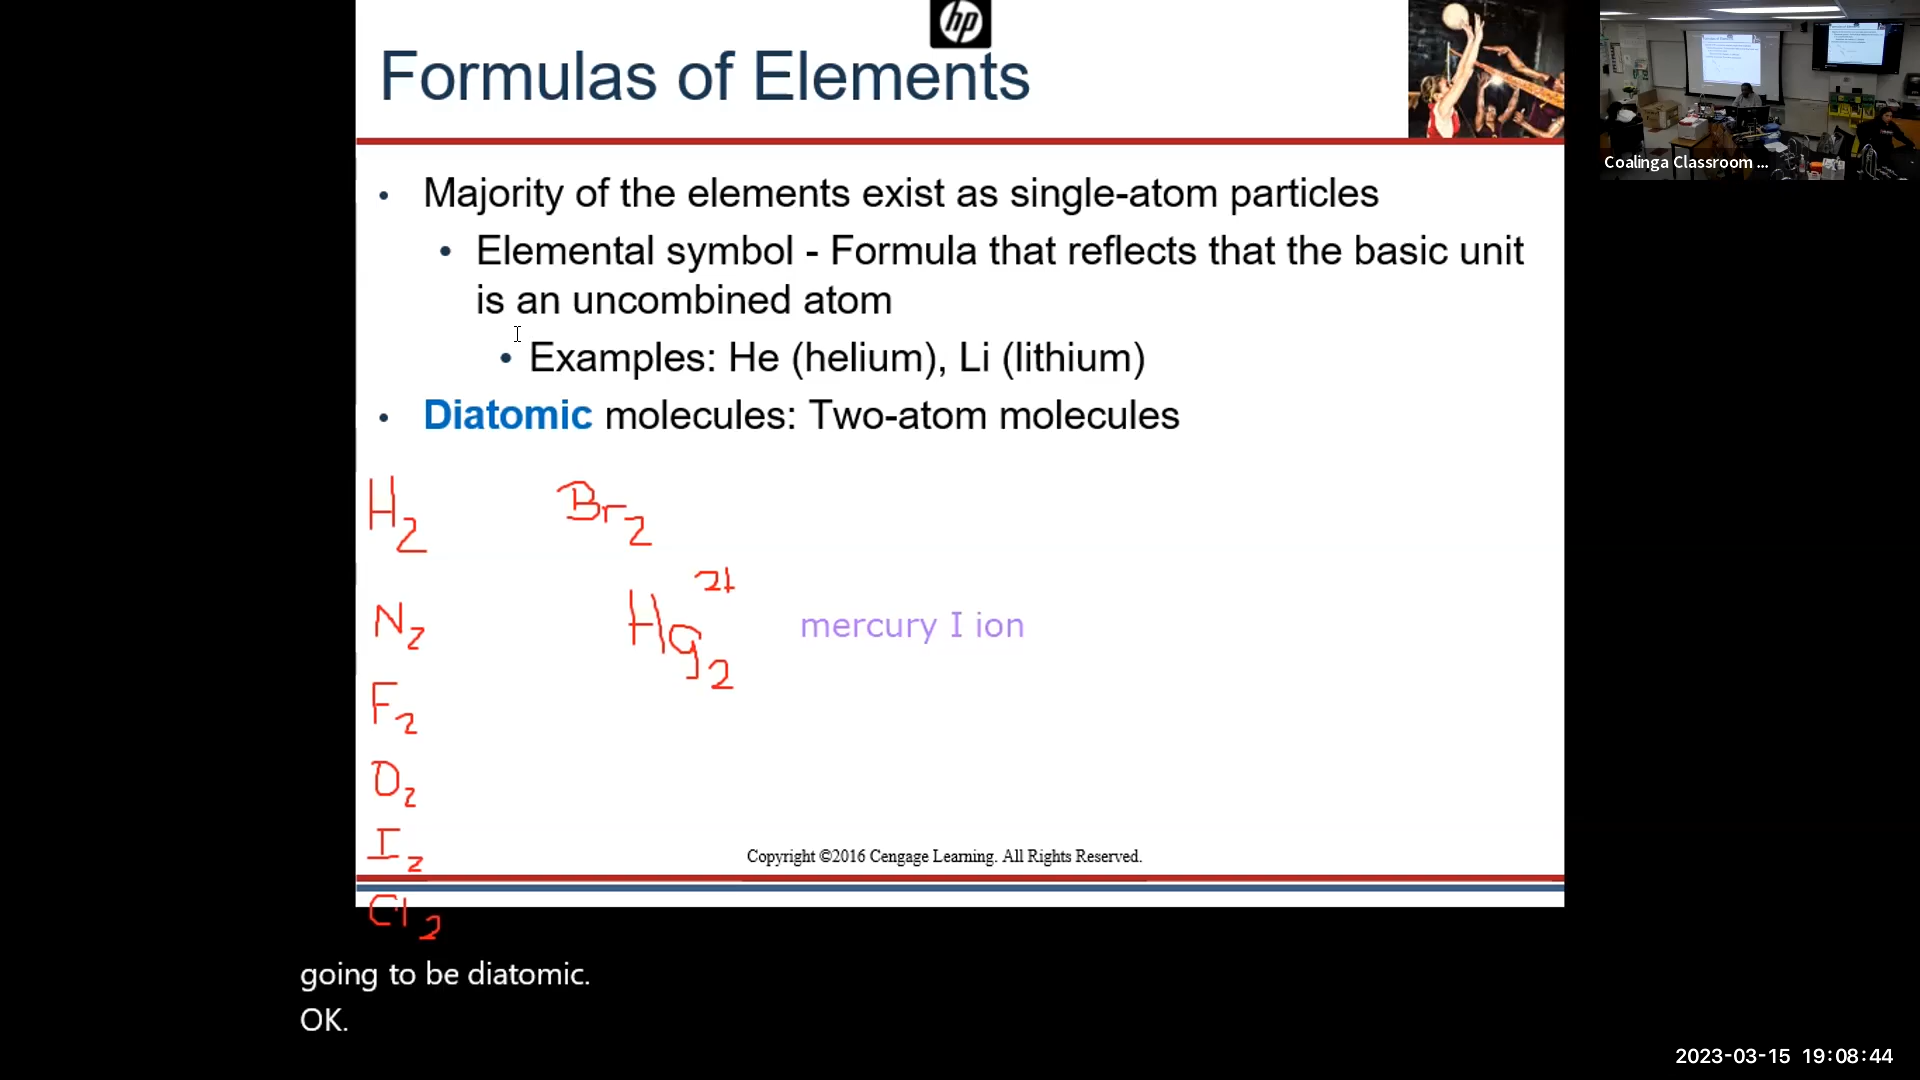 hp
Formulas of Elements
Coalinga Classroom ...
• Majority of the elements exist as single-atom particles
• Elemental symbol - Formula that reflects that the basic unit
is an uncombined atom
• Examples: He (helium), Li (lithium)
• Diatomic molecules: Two-atom molecules
H2 Br2
Hg2 2+ mercury I ion
N2
F2
O2
I2
Copyright ©2016 Cengage Learning. All Rights Reserved.
Cl2
going to be diatomic.
OK.
2023-03-15 19:08:44